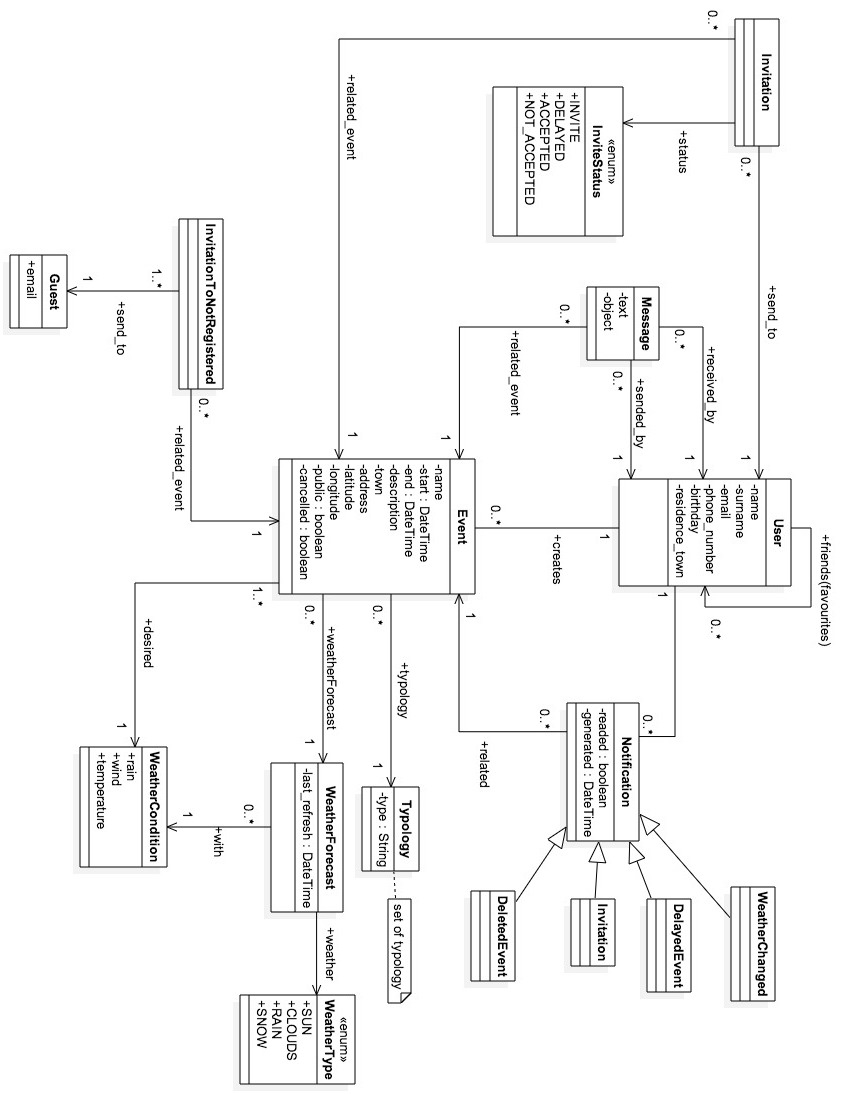 Invitation
0..*
0..*
+related_event
«enum»
InviteStatus
+INVITE
+DELAYED
+ACCEPTED
+NOT_ACCEPTED
+status
+send_to
InvitationToNotRegistered
1..*
0..*
Guest
+email
1
+send_to
+related_event
Message
-text
-object
0..*
0..*
0..*
+received_by
+sended_by
+related_event
1
1
1
1
1
1
User
-name
-surname
-email
-phone_number
-birthday
-residence_town
+friends(favourites)
0..*
1
1
+creates
0..*
Event
-name
-start : DateTime
-end : DateTime
-description
-town
-address
-latitude
-longitude
-public : boolean
-cancelled : boolean
1
0..*
0..*
1..*
+related
+typology
+weatherForecast
+desired
0..*
0..*
Notification
-readed : boolean
-generated : DateTime
1
1
1
Typology
-type : String
set of typology
WeatherForecast
-last_refresh : DateTime
WeatherCondition
+rain
+wind
+temperature
0..*
1
+with
+weather
WeatherChanged
DelayedEvent
Invitation
DeletedEvent
«enum»
WeatherType
+SUN
+CLOUDS
+RAIN
+SNOW